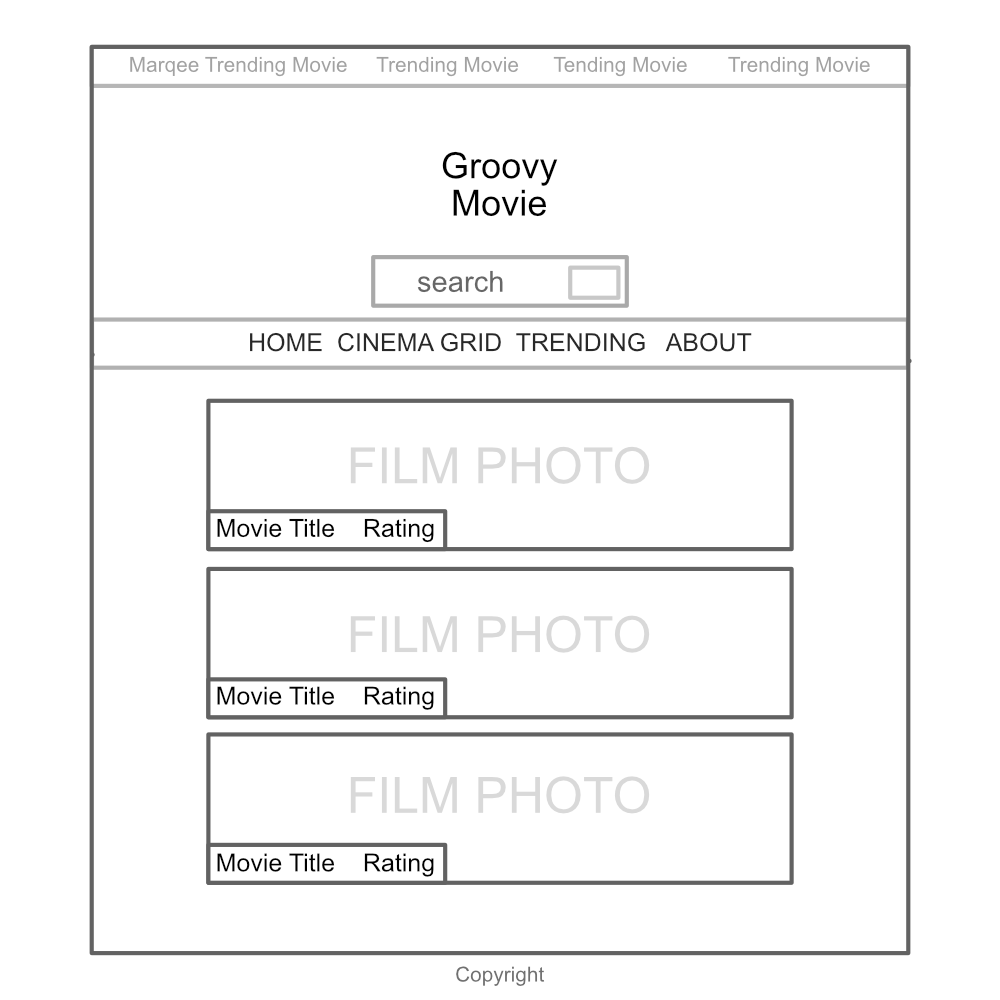 Marqee Trending Movie Trending Movie Tending Movie Trending Movie
Groovy
Movie
search
HOME CINEMA GRID TRENDING ABOUT
FILM PHOTO
Movie Title Rating
FILM PHOTO
Movie Title Rating
FILM PHOTO
Movie Title Rating
Copyright